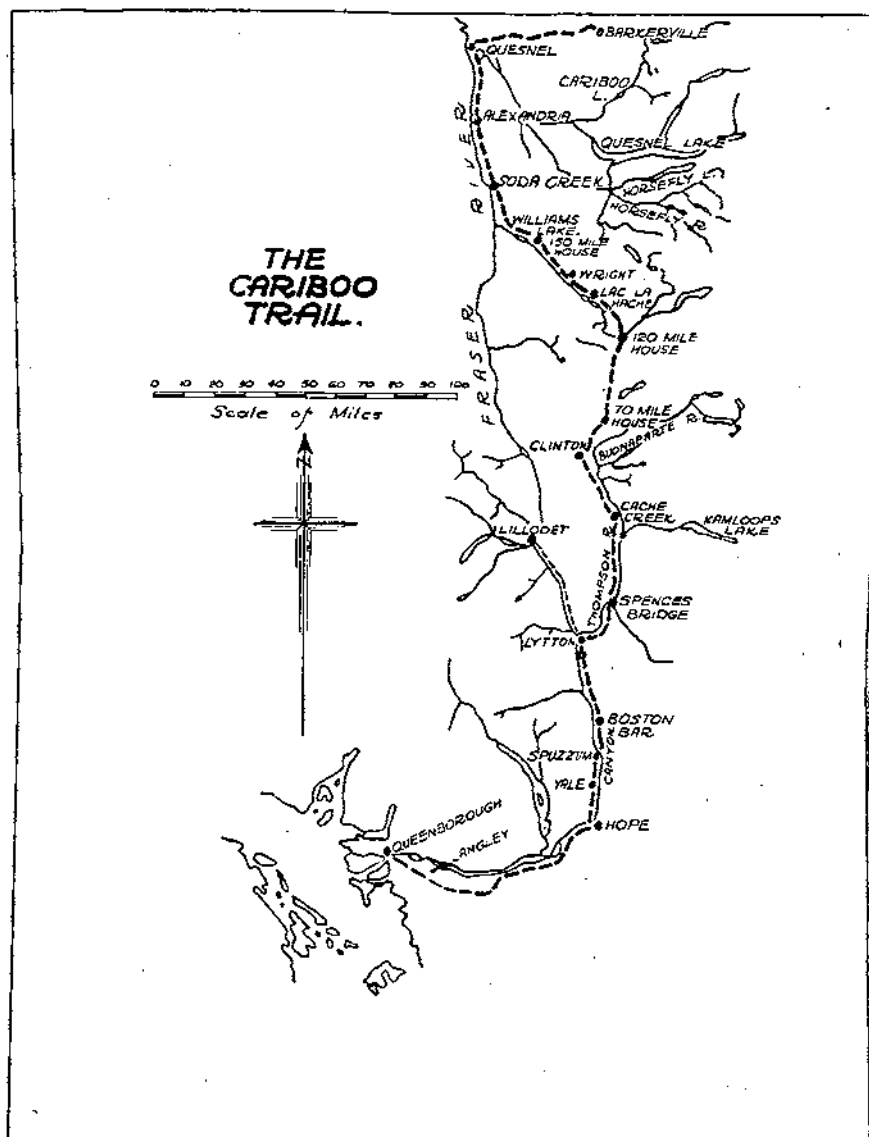 BARKERVILLE
QUESNEL
CARIBOO
L.
ALEXANDRIA
QUESNEL LAKE
RIVER
SODA CREEK
HORSEFLY L.
HORSEFLY R.
WILLIAMS
LAKE.
150 MILE
HOUSE
THE
CARIBOO
TRAIL.
WRIGHT
LAC LA
HACHE
FRASER
120 MILE
HOUSE
0 10 20 30 40 50 60 70 80 90 100
Scale of Miles
70 MILE
HOUSE
BUONAPARTE R.
CLINTON
N
CACHE
CREEK
KAMLOOPS
LAKE
LILLOOET
THOMPSON R.
SPENCES
BRIDGE
LYTTON
BOSTON
BAR.
CANYON
SPUZZUM
YALE
HOPE
QUEENBOROUGH
LANGLEY